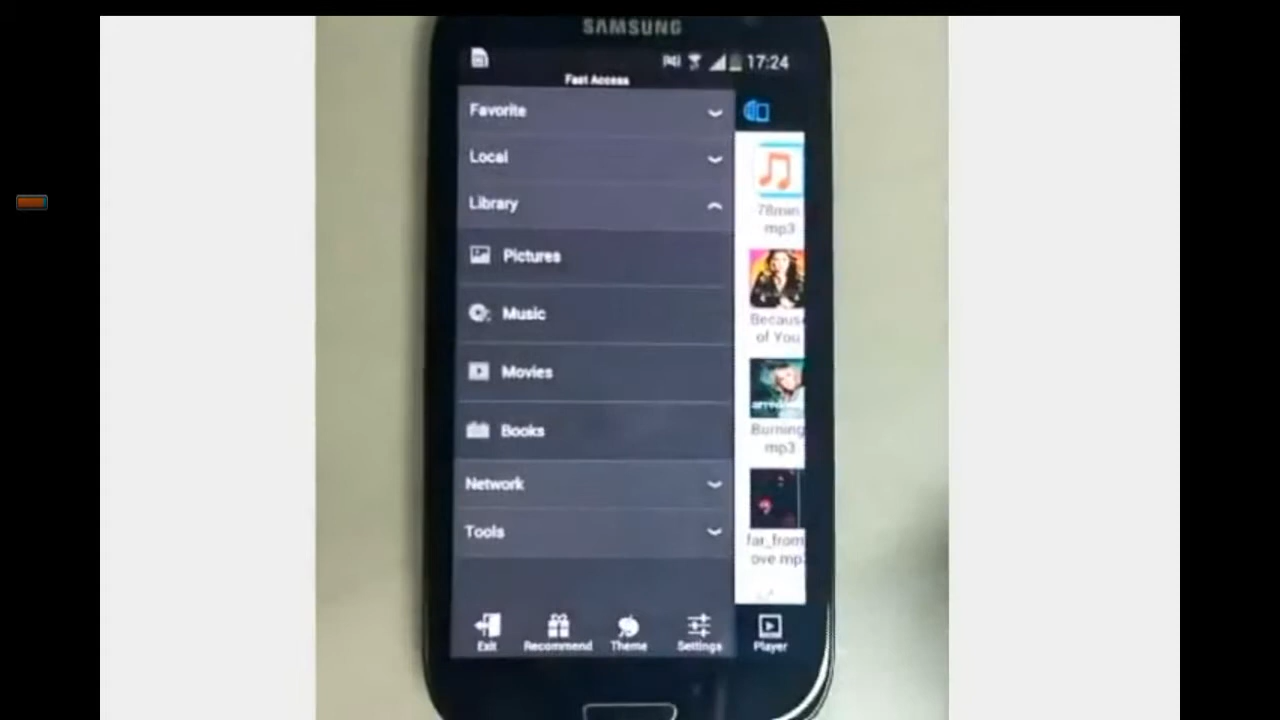 SAMSUNG
17:24
Fast Access
Favorite
Local
Library
Pictures
Music
Movies
Books
Network
Tools
Exit
Recommend
Theme
Settings
Player
78min.
mp3
Because
of You
Burning
mp3
far_from
ove.mp